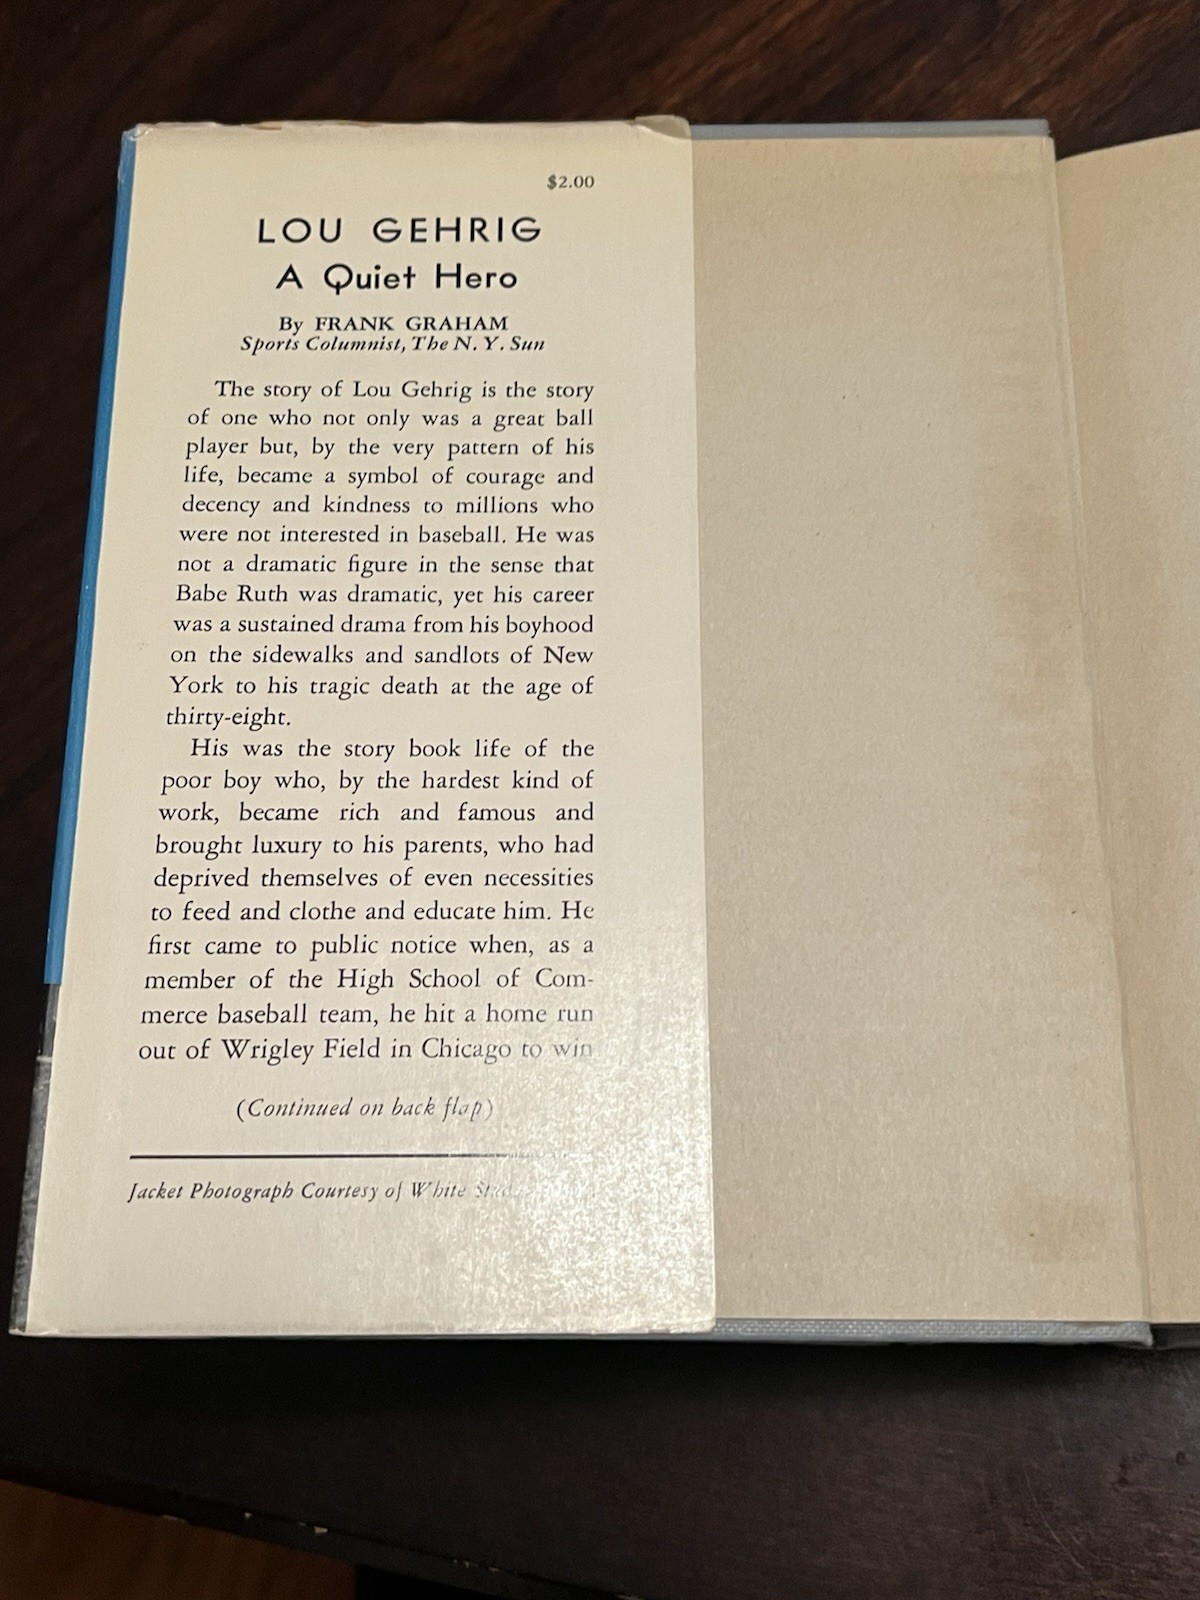 $2.00
LOU GEHRIG
A Quiet Hero
By FRANK GRAHAM
Sports Columnist, The N. Y. Sun
The story of Lou Gehrig is the story
of one who not only was a great ball
player but, by the very pattern of his
life, became a symbol of courage and
decency and kindness to millions who
were not interested in baseball. He was
not a dramatic figure in the sense that
Babe Ruth was dramatic, yet his career
was a sustained drama from his boyhood
on the sidewalks and sandlots of New
York to his tragic death at the age of
thirty-eight.
His was the story book life of the
poor boy who, by the hardest kind of
work, became rich and famous and
brought luxury to his parents, who had
deprived themselves of even necessities
to feed and clothe and educate him. He
first came to public notice when, as a
member of the High School of Com-
merce baseball team, he hit a home run
out of Wrigley Field in Chicago to win
(Continued on back flap)
Jacket Photograph Courtesy of White